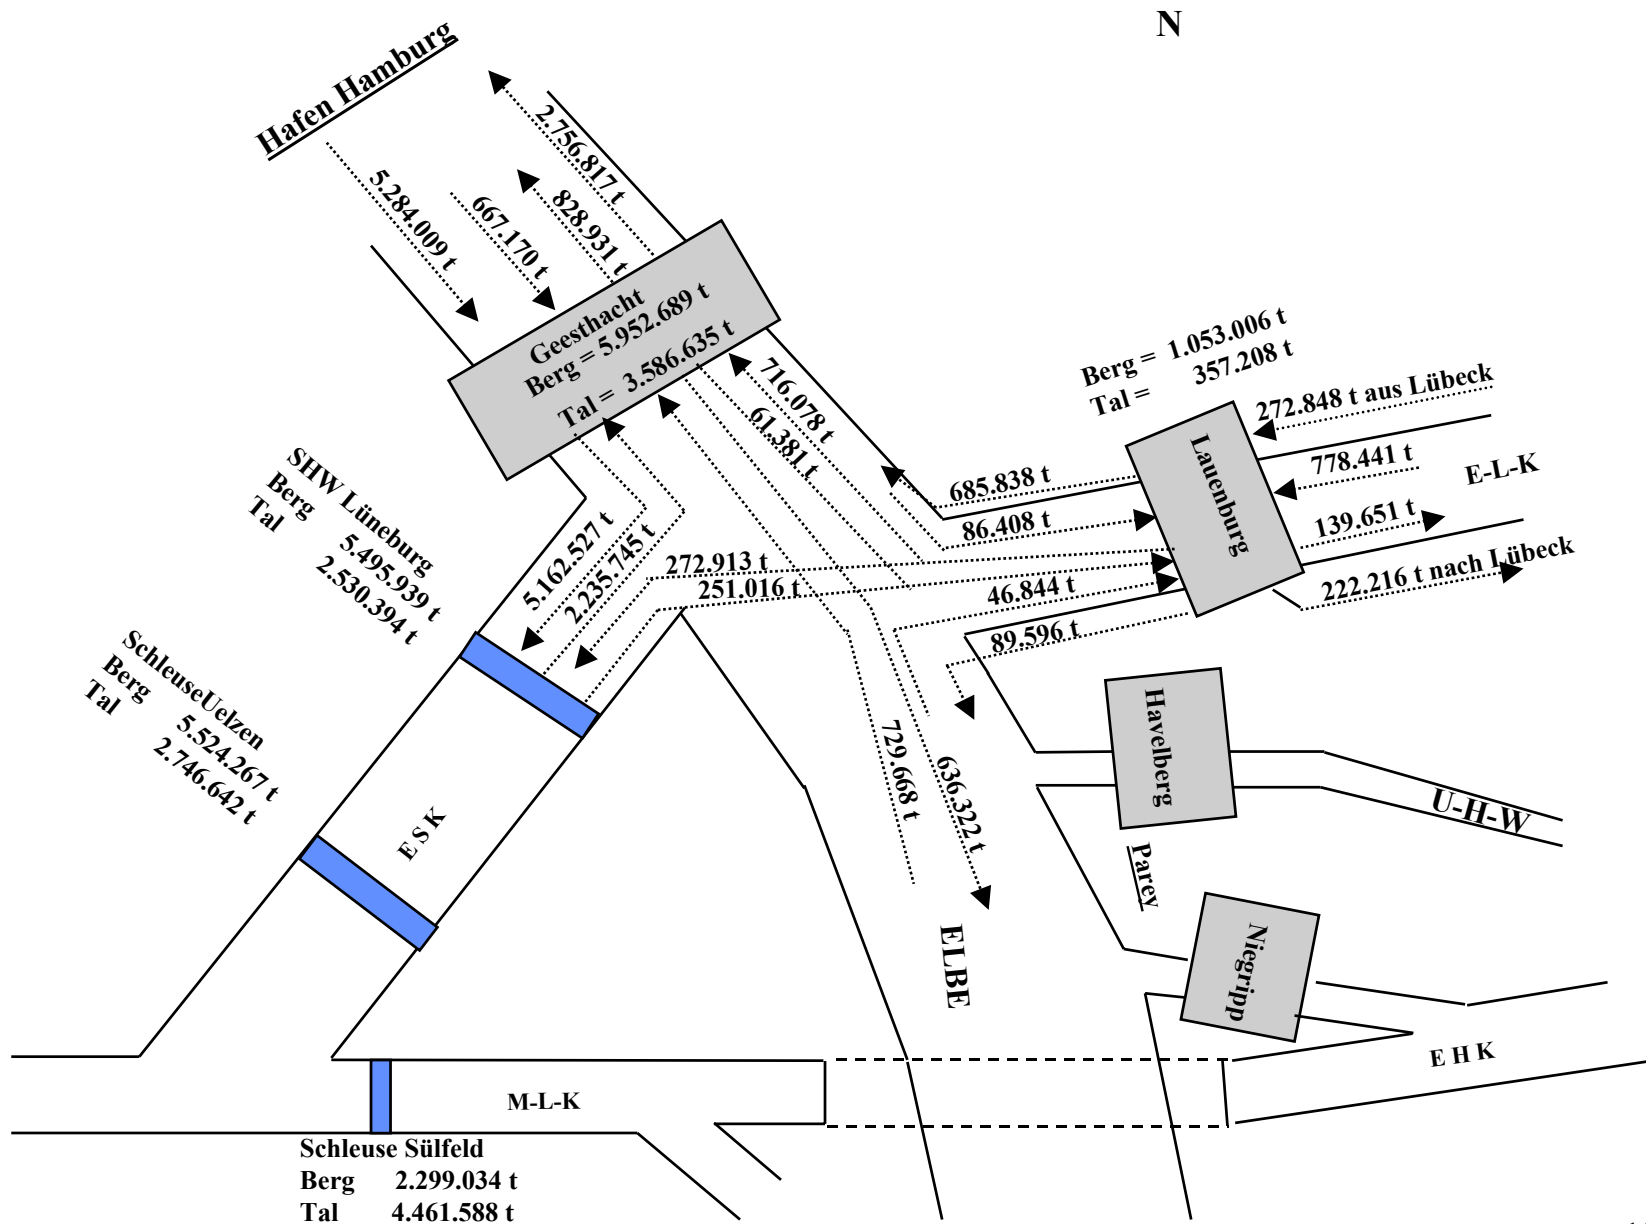 N
Hafen Hamburg
2.756.817 t
5.284.009 t
667.170 t
828.931 t
Geesthacht
Berg = 5.952.689 t
Tal = 3.586.635 t
716.078 t
61.381 t
Berg = 1.053.006 t
Tal = 357.208 t
272.848 t aus Lübeck
778.441 t
E-L-K
139.651 t
222.216 t nach Lübeck
Lauenburg
685.838 t
86.408 t
272.913 t
251.016 t
46.844 t
89.596 t
SHW Lüneburg
Berg 5.495.939 t
Tal 2.530.394 t
5.162.527 t
2.235.745 t
SchleuseUelzen
Berg 5.524.267 t
Tal 2.746.642 t
729.668 t
636.322 t
Havelberg
U-H-W
E S K
Parey
ELBE
Niegripp
E H K
M-L-K
Schleuse Sülfeld
Berg 2.299.034 t
Tal 4.461.588 t